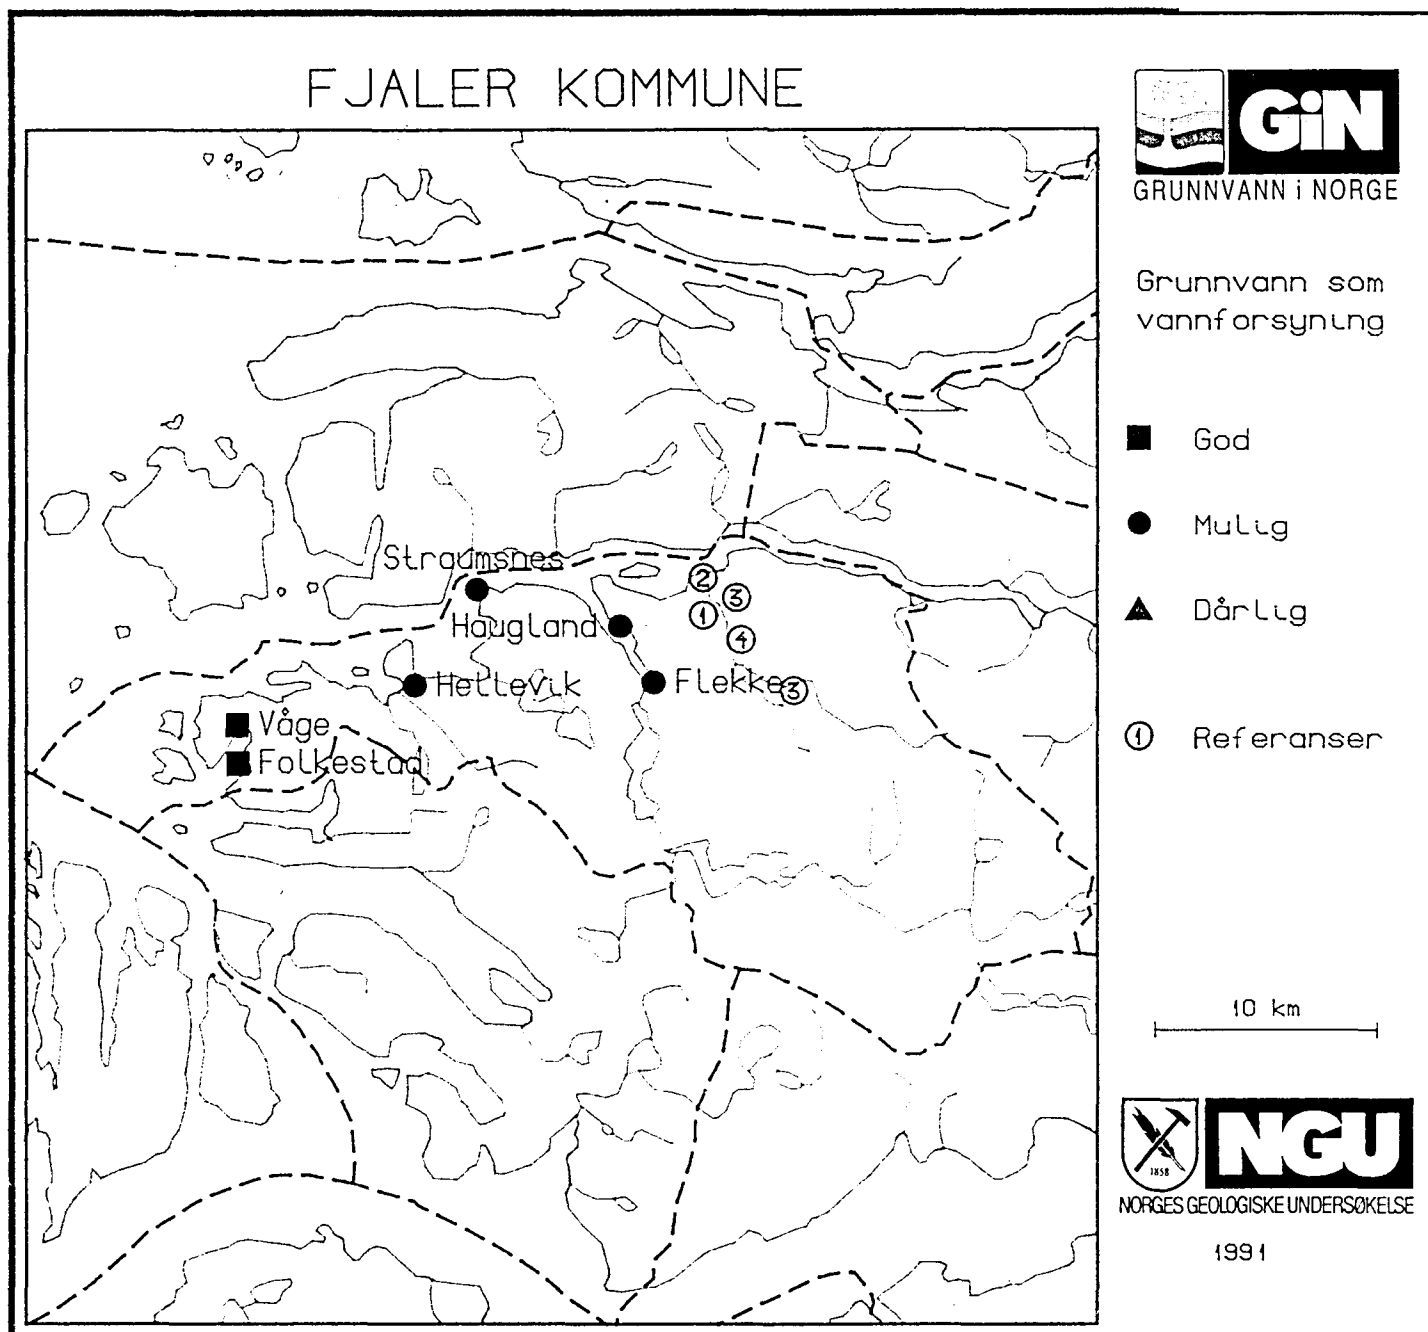 FJALER KOMMUNE
GiN
GRUNNVANN i NORGE
Grunnvann som
vannforsyning
God
Mulig
Dårlig
1 Referanser
Straumsnes
2
3
1
Haugland
4
Hellevik
Flekke
3
Våge
Folkestad
10 km
1858
NGU
NORGES GEOLOGISKE UNDERSØKELSE
1991